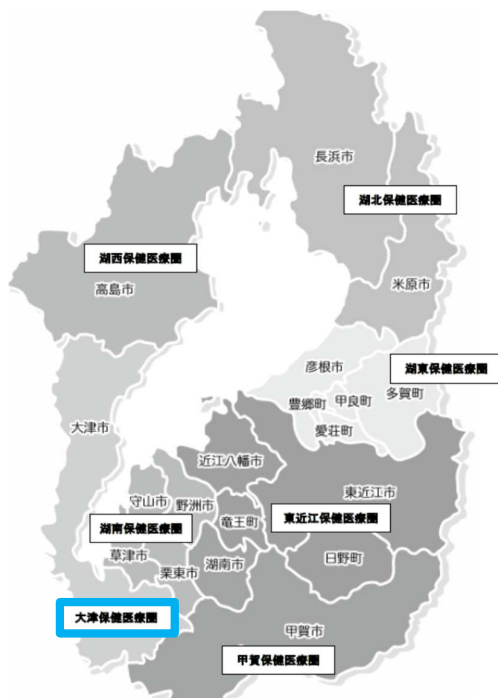 長浜市
湖北保健医療圏
湖西保健医療圏
高島市
米原市
彦根市
湖東保健医療圏
多賀町
豊郷町
甲良町
愛荘町
大津市
近江八幡市
東近江市
守山市
野洲市
竜王町
湖南保健医療圏
東近江保健医療圏
草津市
湖南市
日野町
栗東市
大津保健医療圏
甲賀市
甲賀保健医療圏